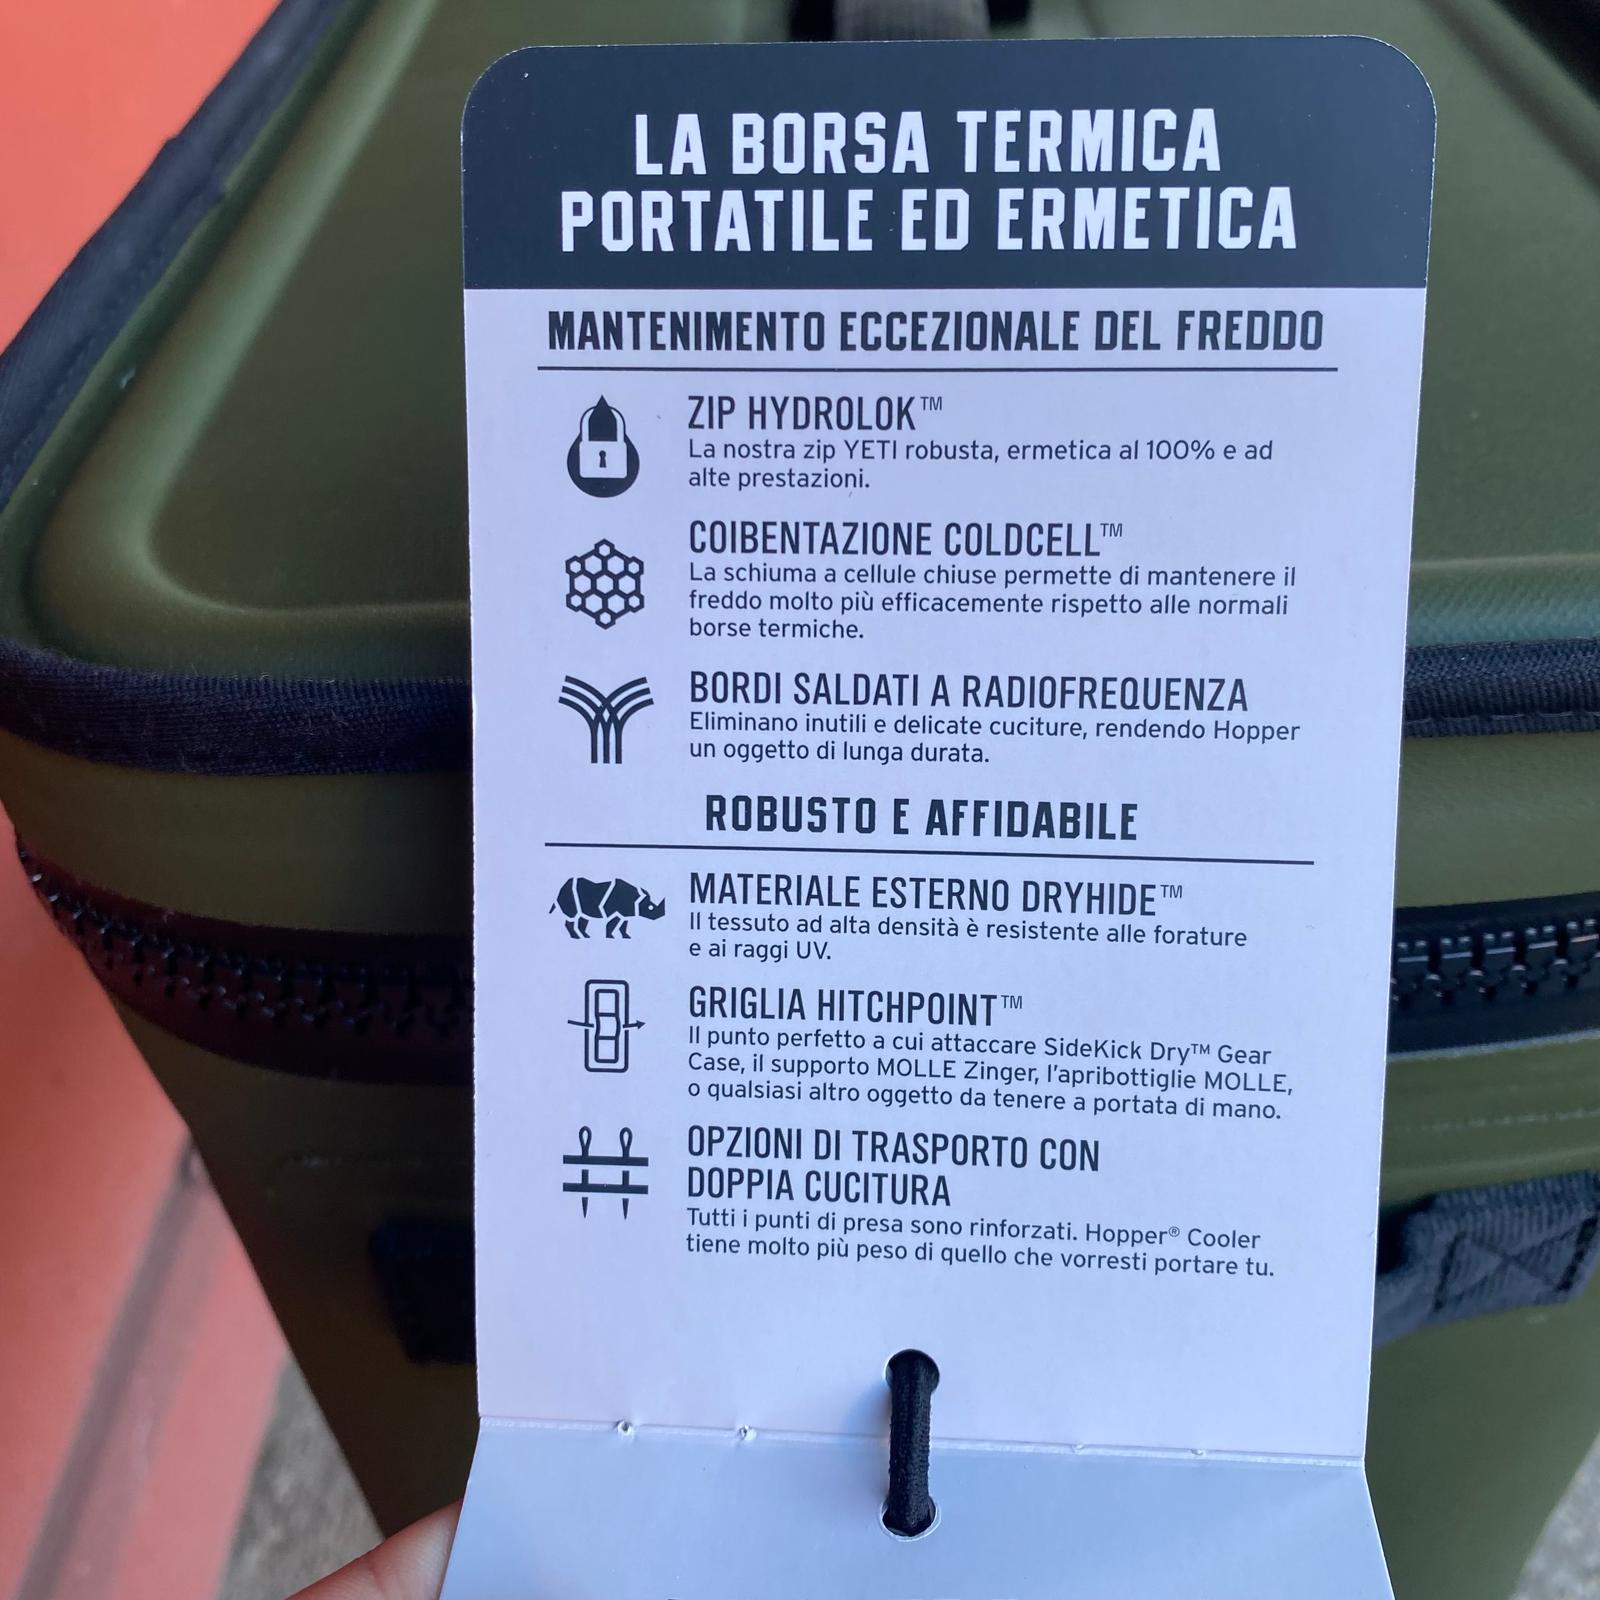 LA BORSA TERMICA
PORTATILE ED ERMETICA
MANTENIMENTO ECCEZIONALE DEL FREDDO
ZIP HYDROLOK™
La nostra zip YETI robusta, ermetica al 100% e ad
alte prestazioni.
COIBENTAZIONE COLDCELL™
La schiuma a cellule chiuse permette di mantenere il
freddo molto più efficacemente rispetto alle normali
borse termiche.
BORDI SALDATI A RADIOFREQUENZA
Eliminano inutili e delicate cuciture, rendendo Hopper
un oggetto di lunga durata.
ROBUSTO E AFFIDABILE
MATERIALE ESTERNO DRYHIDE™
Il tessuto ad alta densità è resistente alle forature
e ai raggi UV.
GRIGLIA HITCHPOINT™
Il punto perfetto a cui attaccare SideKick Dry™ Gear
Case, il supporto MOLLE Zinger, l'apribottiglie MOLLE,
o qualsiasi altro oggetto da tenere a portata di mano.
OPZIONI DI TRASPORTO CON
DOPPIA CUCITURA
Tutti i punti di presa sono rinforzati. Hopper® Cooler
tiene molto più peso di quello che vorresti portare tu.